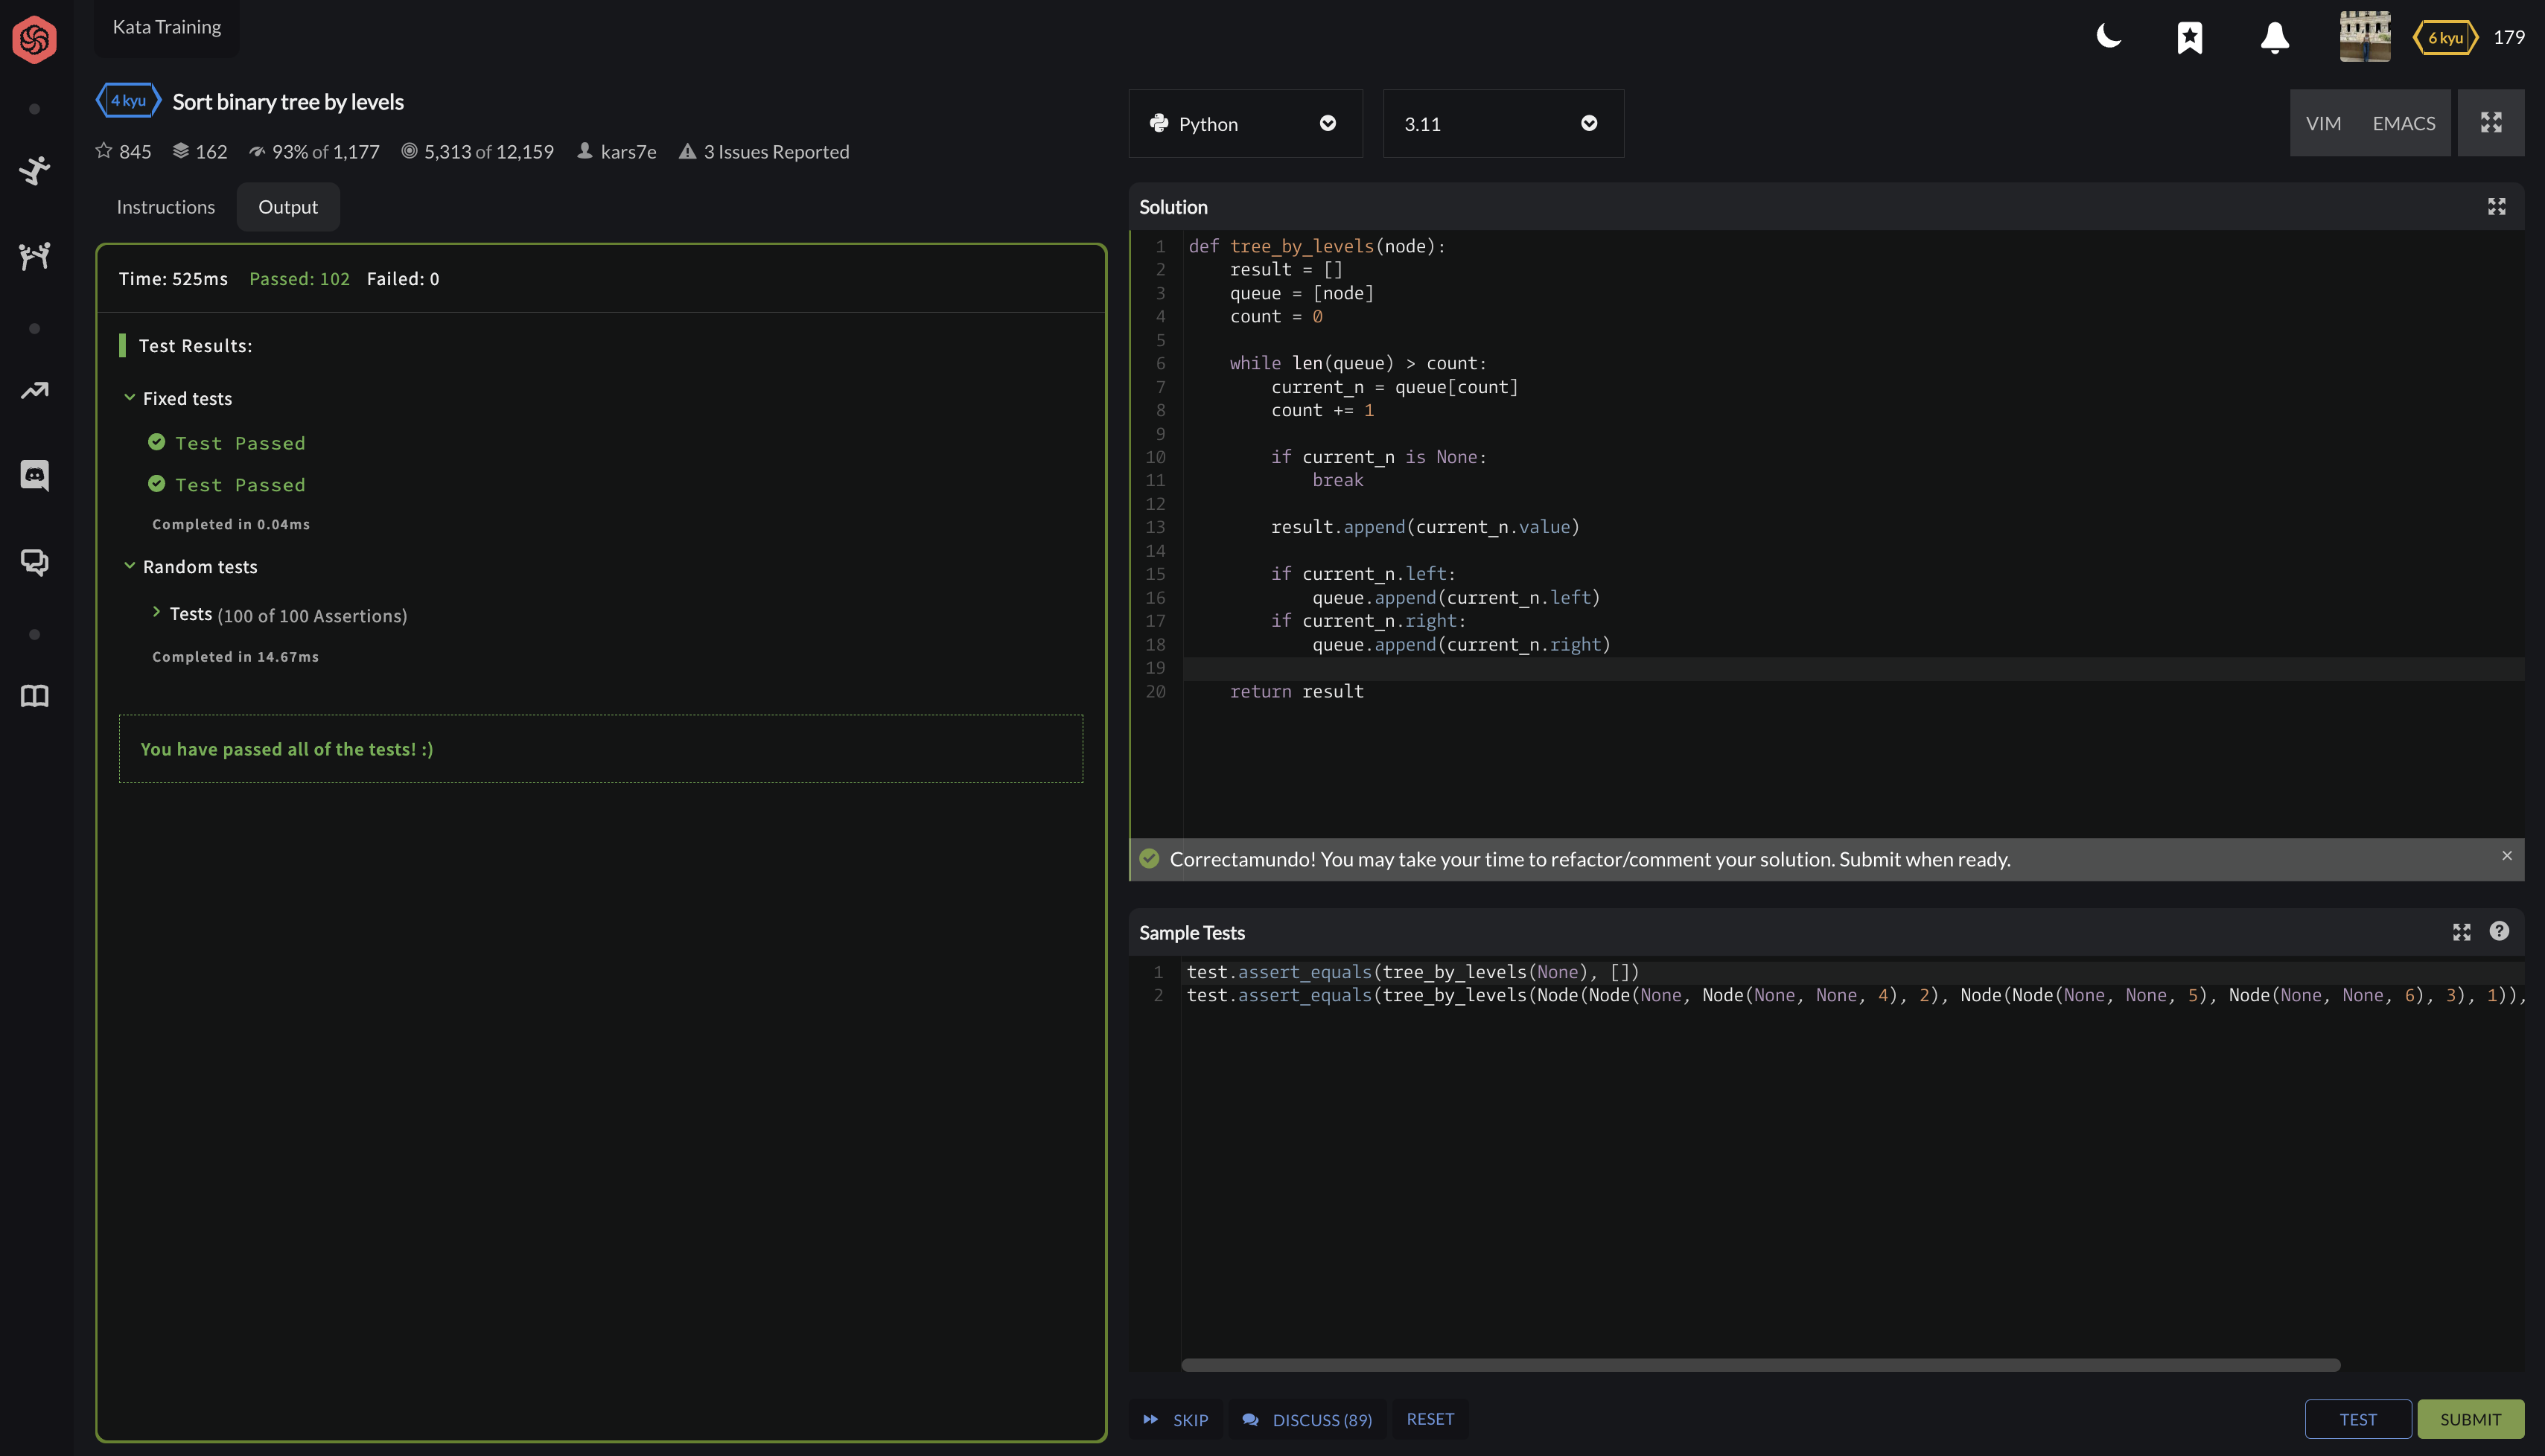 Kata Training
6 kyu 179
4 kyu Sort binary tree by levels
845 162 93% of 1,177 5,313 of 12,159 kars7e 3 Issues Reported
Instructions Output
Time: 525ms Passed: 102 Failed: 0
Test Results:
Fixed tests
Test Passed
Test Passed
Completed in 0.04ms
Random tests
Tests (100 of 100 Assertions)
Completed in 14.67ms
You have passed all of the tests! :)
Python 3.11 VIM EMACS
Solution
1 def tree_by_levels(node):
2     result = []
3     queue = [node]
4     count = 0
5
6     while len(queue) > count:
7         current_n = queue[count]
8         count += 1
9
10         if current_n is None:
11             break
12
13         result.append(current_n.value)
14
15         if current_n.left:
16             queue.append(current_n.left)
17         if current_n.right:
18             queue.append(current_n.right)
19
20     return result
Correctamundo! You may take your time to refactor/comment your solution. Submit when ready.
Sample Tests
1 test.assert_equals(tree_by_levels(None), [])
2 test.assert_equals(tree_by_levels(Node(Node(None, Node(None, None, 4), 2), Node(Node(None, None, 5), Node(None, None, 6), 3), 1)),
SKIP DISCUSS (89) RESET TEST SUBMIT